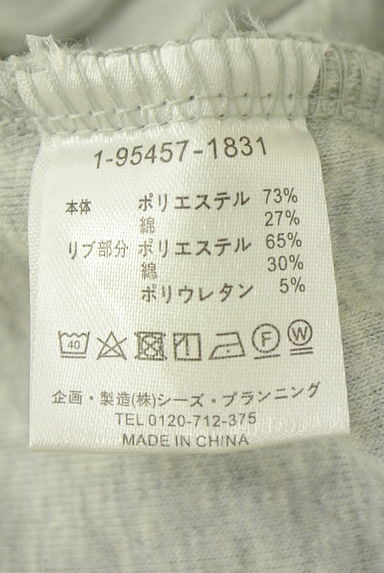 1-95457-1831
本体 ポリエステル 73%
綿 27%
リブ部分 ポリエステル 65%
綿 30%
ポリウレタン 5%
40 F W
企画・製造(株)シーズ・プランニング
TEL 0120-712-375
MADE IN CHINA